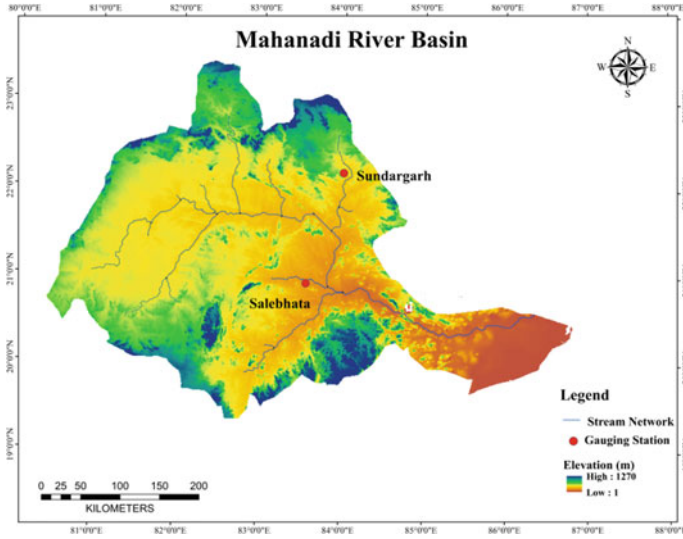 80°0'0"E 81°0'0"E 82°0'0"E 83°0'0"E 84°0'0"E 85°0'0"E 86°0'0"E 87°0'0"E 88°0'0"E
Mahanadi River Basin
N
W E
S
23°0'0"N
22°0'0"N
21°0'0"N
20°0'0"N
19°0'0"N
Sundargarh
Salebhata
Legend
Stream Network
Gauging Station
Elevation (m)
High : 1270
Low : 1
0 25 50 100 150 200
KILOMETERS
81°0'0"E 82°0'0"E 83°0'0"E 84°0'0"E 85°0'0"E 86°0'0"E 87°0'0"E 88°0'0"E